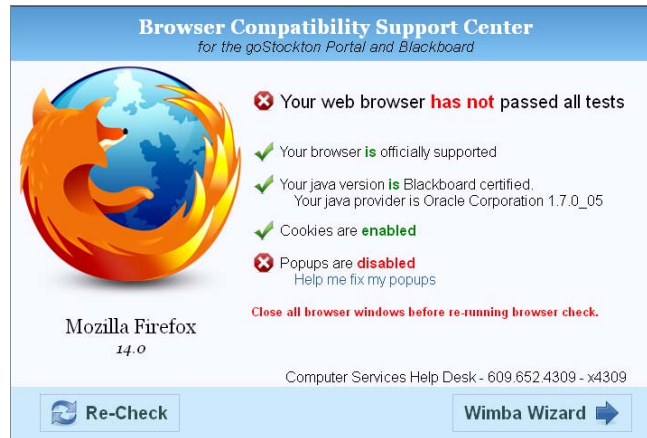 Browser Compatibility Support Center
for the goStockton Portal and Blackboard
Your web browser has not passed all tests
Your browser is officially supported
Your java version is Blackboard certified.
Your java provider is Oracle Corporation 1.7.0_05
Cookies are enabled
Popups are disabled
Help me fix my popups
Close all browser windows before re-running browser check.
Mozilla Firefox
14.0
Computer Services Help Desk - 609.652.4309 - x4309
Re-Check
Wimba Wizard